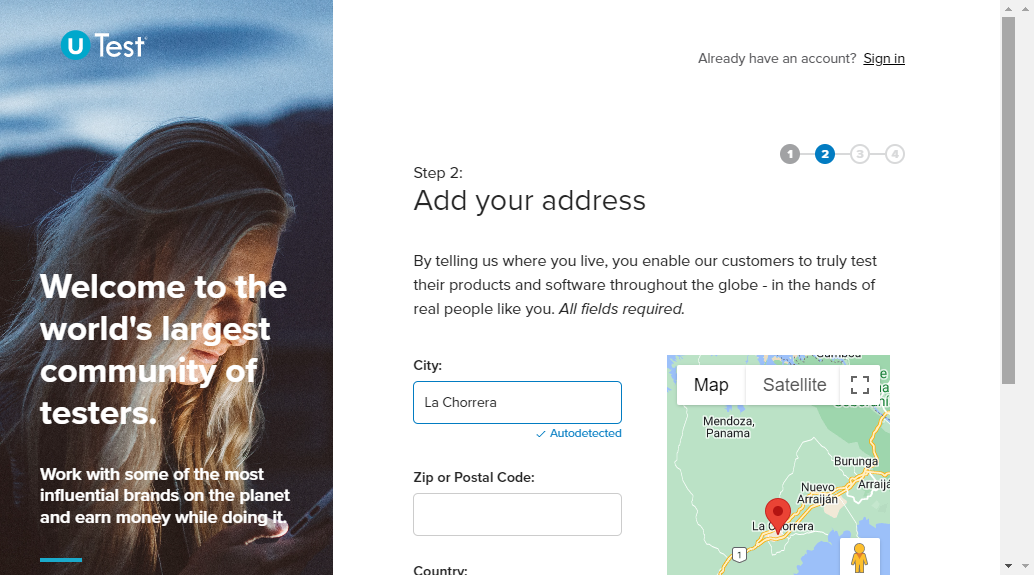 U Test
Already have an account? Sign in
1 2 3 4
Step 2:
Add your address
By telling us where you live, you enable our customers to truly test
their products and software throughout the globe - in the hands of
real people like you. All fields required.
Welcome to the
world's largest
community of
testers.
Work with some of the most
influential brands on the planet
and earn money while doing it.
City:
La Chorrera
Autodetected
Zip or Postal Code:
Country:
Map Satellite
Mendoza,
Panama
Burunga
Nuevo
Arraiján
La Chorrera
1